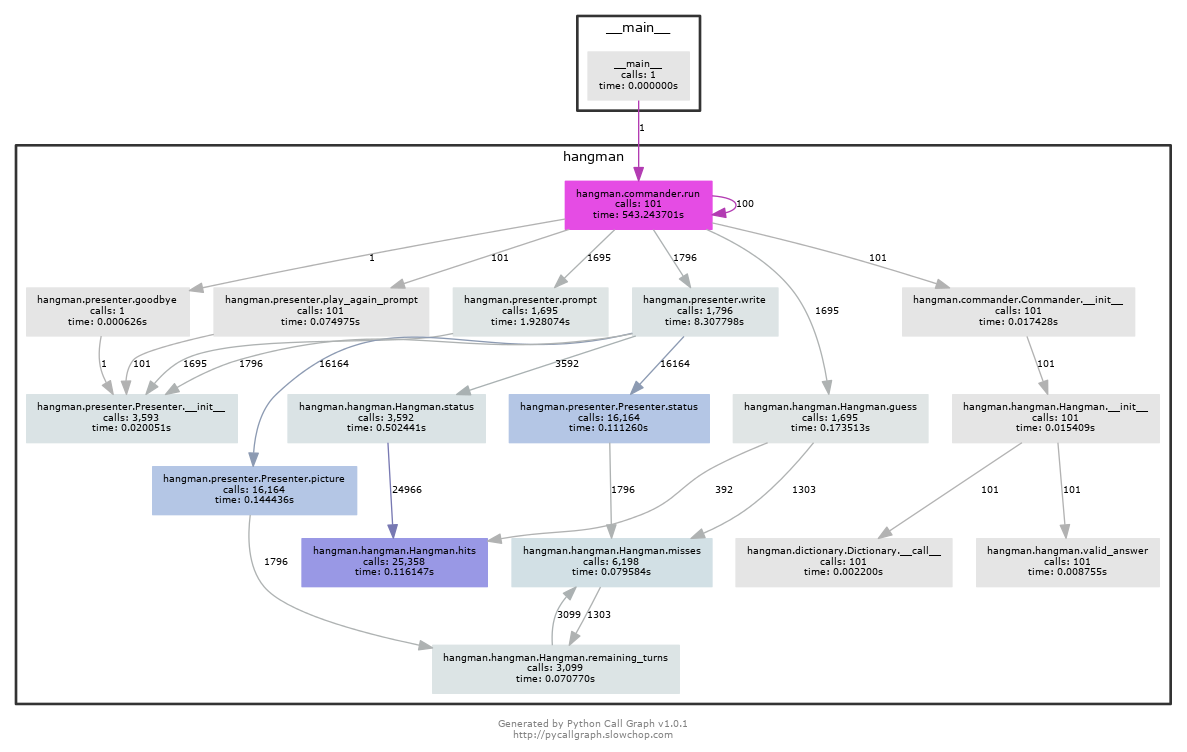 __main__
__main__
calls: 1
time: 0.000000s
1
hangman
hangman.commander.run
calls: 101
time: 543.243701s
100
1
101
1695
1796
1695
101
hangman.presenter.goodbye
calls: 1
time: 0.000626s
hangman.presenter.play_again_prompt
calls: 101
time: 0.074975s
hangman.presenter.prompt
calls: 1,695
time: 1.928074s
hangman.presenter.write
calls: 1,796
time: 8.307798s
hangman.commander.Commander.__init__
calls: 101
time: 0.017428s
1
101
1695
1796
16164
3592
16164
101
hangman.presenter.Presenter.__init__
calls: 3,593
time: 0.020051s
hangman.hangman.Hangman.status
calls: 3,592
time: 0.502441s
hangman.presenter.Presenter.status
calls: 16,164
time: 0.111260s
hangman.hangman.Hangman.guess
calls: 1,695
time: 0.173513s
hangman.hangman.Hangman.__init__
calls: 101
time: 0.015409s
hangman.presenter.Presenter.picture
calls: 16,164
time: 0.144436s
24966
1796
392
1303
101
101
hangman.hangman.Hangman.hits
calls: 25,358
time: 0.116147s
hangman.hangman.Hangman.misses
calls: 6,198
time: 0.079584s
hangman.dictionary.Dictionary.__call__
calls: 101
time: 0.002200s
hangman.hangman.valid_answer
calls: 101
time: 0.008755s
1796
3099
1303
hangman.hangman.Hangman.remaining_turns
calls: 3,099
time: 0.070770s
Generated by Python Call Graph v1.0.1
http://pycallgraph.slowchop.com